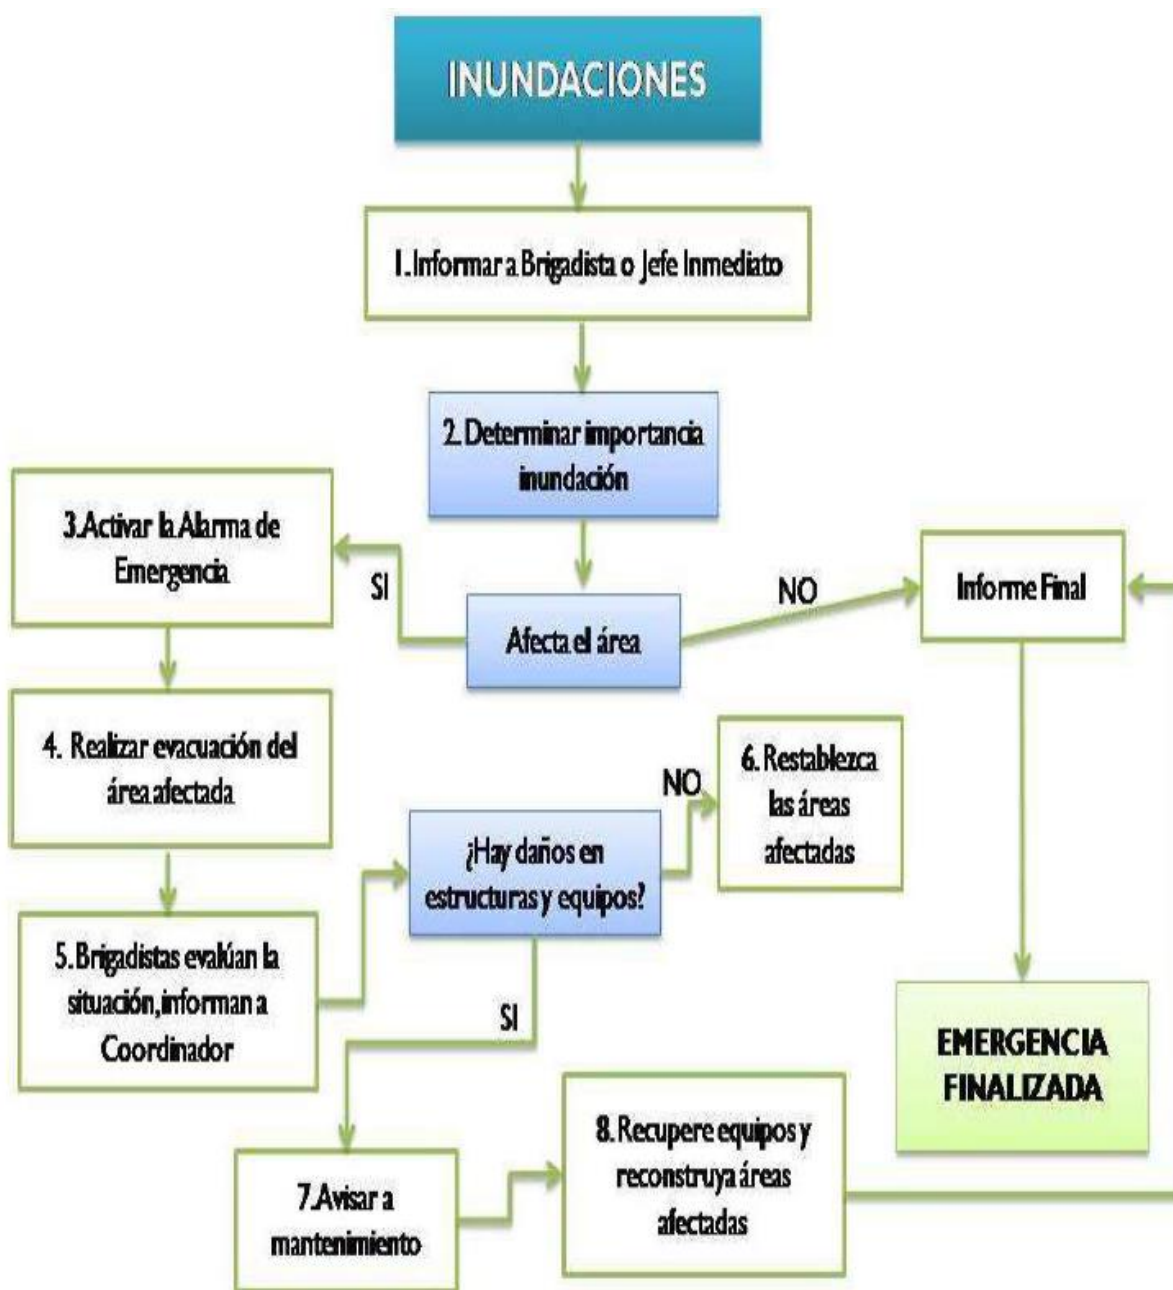 INUNDACIONES
1. Informar a Brigadista o Jefe Inmediato
2. Determinar importancia
inundación
3. Activar la Alarma de
Emergencia
SI
Afecta el área
NO
Informe Final
4. Realizar evacuación del
área afectada
¿Hay daños en
estructuras y equipos?
NO
6. Restablezca
las áreas
afectadas
5. Brigadistas evalúan la
situación, informan a
Coordinador
SI
EMERGENCIA
FINALIZADA
7. Avisar a
mantenimiento
8. Recupere equipos y
reconstruya áreas
afectadas